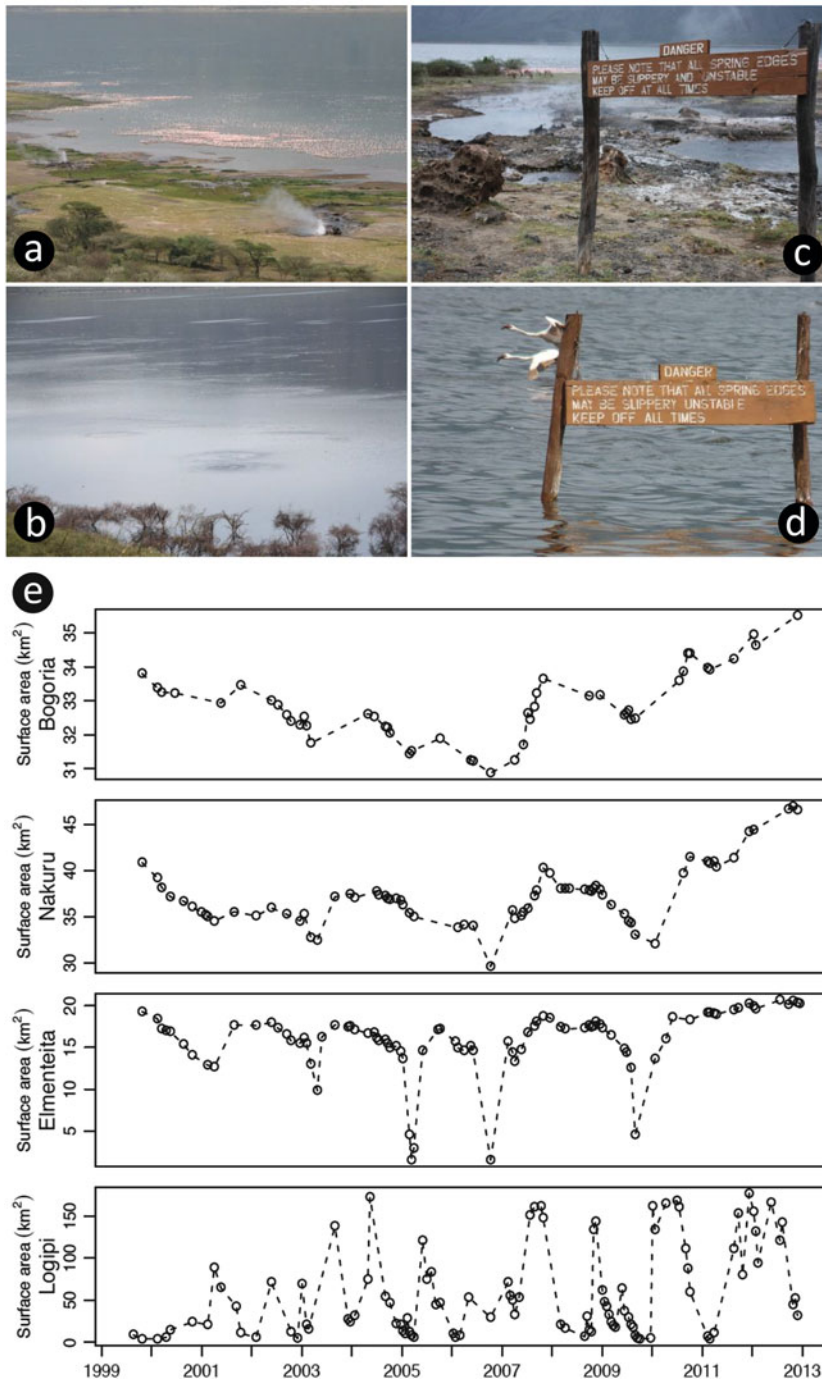 a
DANGER
PLEASE NOTE THAT ALL SPRING EDGES
MAY BE SLIPPERY AND UNSTABLE
KEEP OFF AT ALL TIMES
c
b
DANGER
PLEASE NOTE THAT ALL SPRING EDGES
MAY BE SLIPPERY UNSTABLE
KEEP OFF ALL TIMES
d
e
Surface area (km²)
Bogoria
35
34
33
32
31
Surface area (km²)
Nakuru
45
40
35
30
Surface area (km²)
Elmenteita
20
15
10
5
Surface area (km²)
Logipi
150
100
50
0
1999 2001 2003 2005 2007 2009 2011 2013